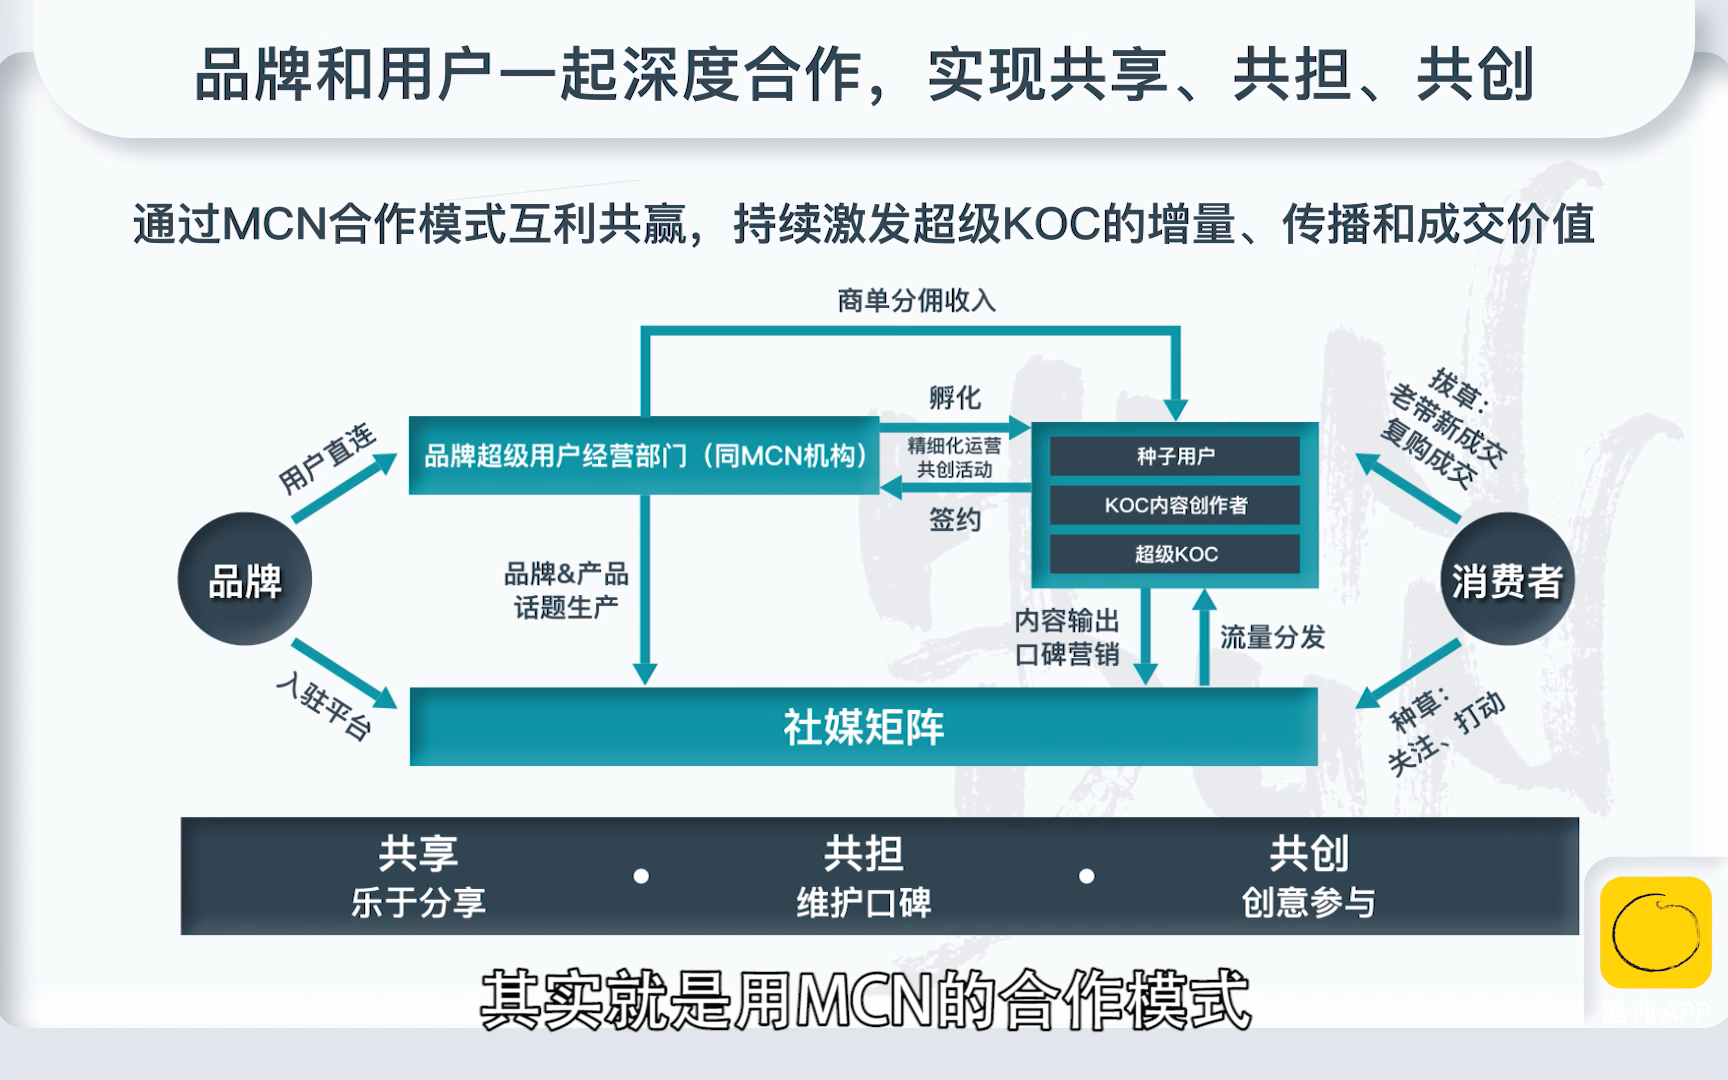 品牌和用户一起深度合作，实现共享、共担、共创
通过MCN合作模式互利共赢，持续激发超级KOC的增量、传播和成交价值
商单分佣收入
用户直连
品牌超级用户经营部门（同MCN机构）
孵化
精细化运营
共创活动
签约
种子用户
KOC内容创作者
超级KOC
拔草：
老带新成交
复购成交
品牌
品牌&产品
话题生产
内容输出
口碑营销
流量分发
消费者
入驻平台
社媒矩阵
种草：
关注、打动
共享
乐于分享
共担
维护口碑
共创
创意参与
其实就是用MCN的合作模式
混沌APP